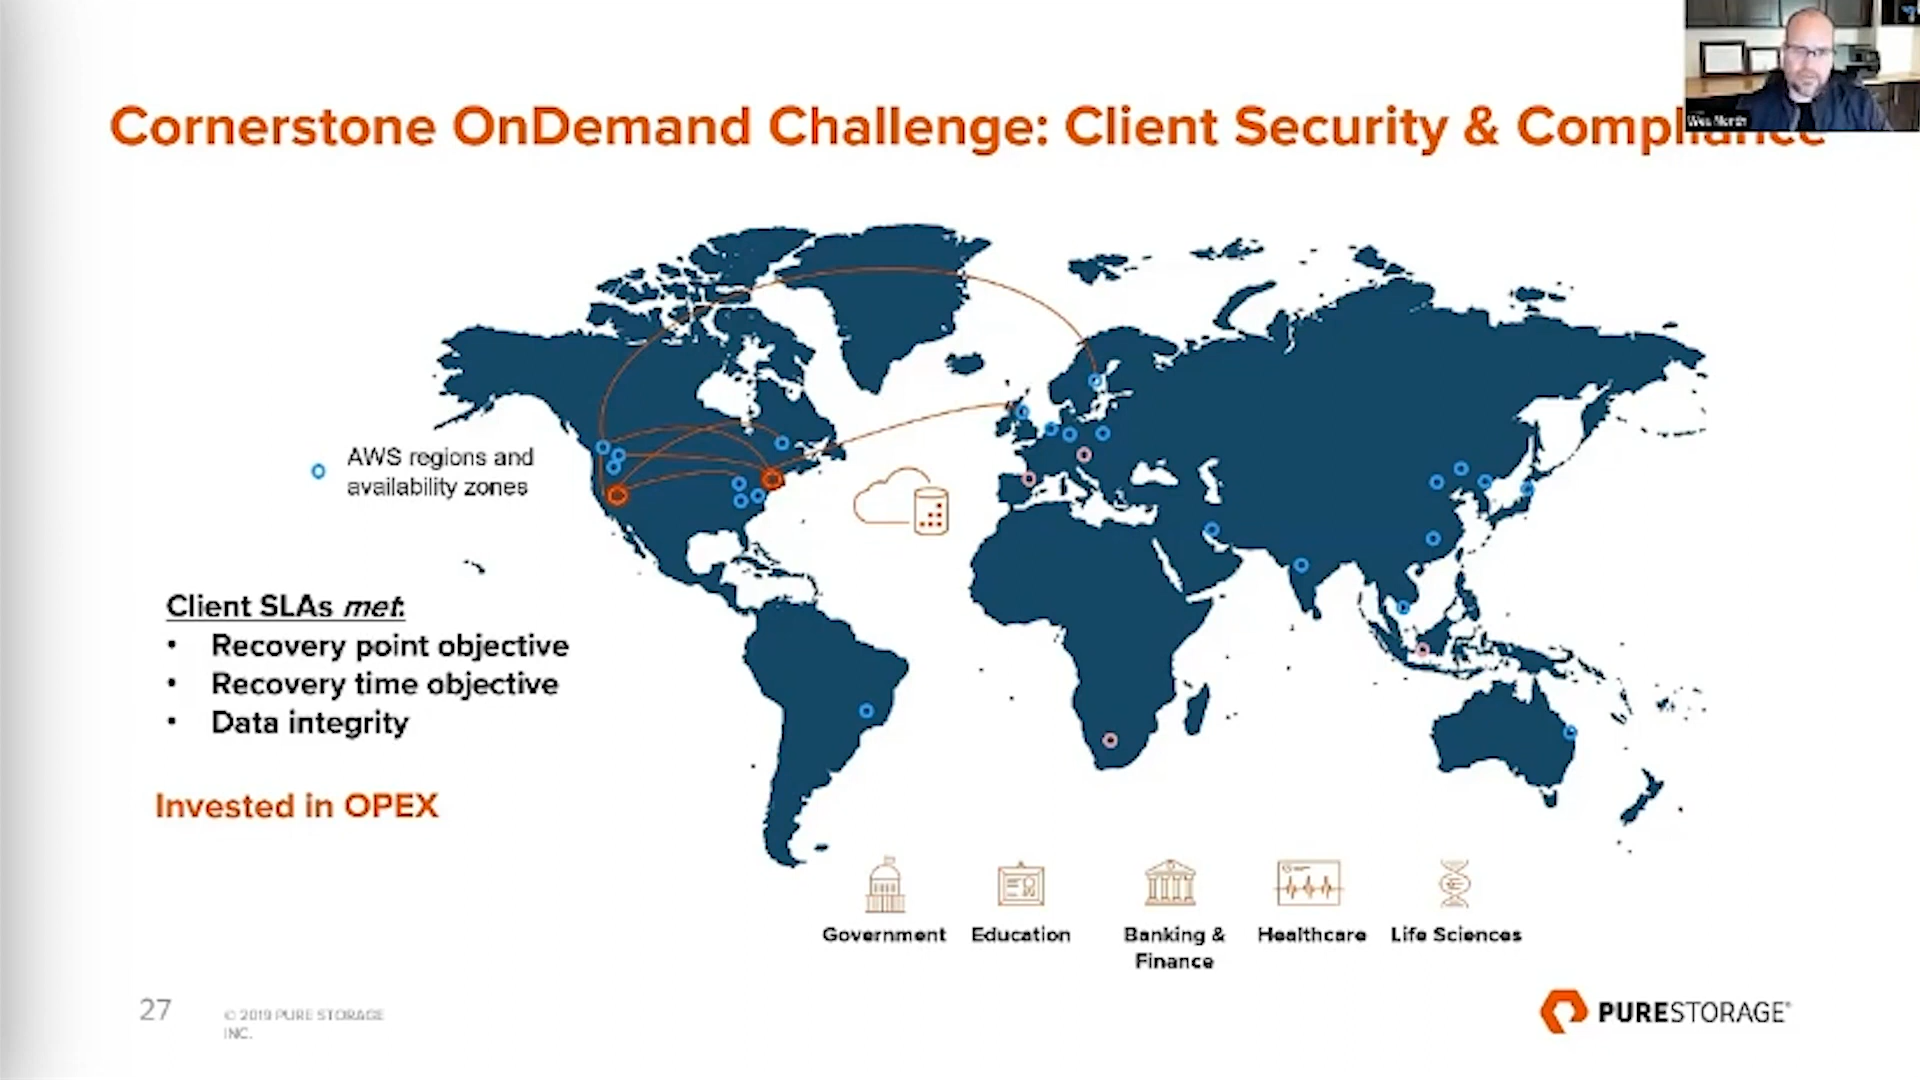 Cornerstone OnDemand Challenge: Client Security & Compliance
Wes North
AWS regions and
availability zones
Client SLAs met:
• Recovery point objective
• Recovery time objective
• Data integrity
Invested in OPEX
Government
Education
Banking &
Finance
Healthcare
Life Sciences
27
© 2019 PURE STORAGE
INC.
PURESTORAGE®